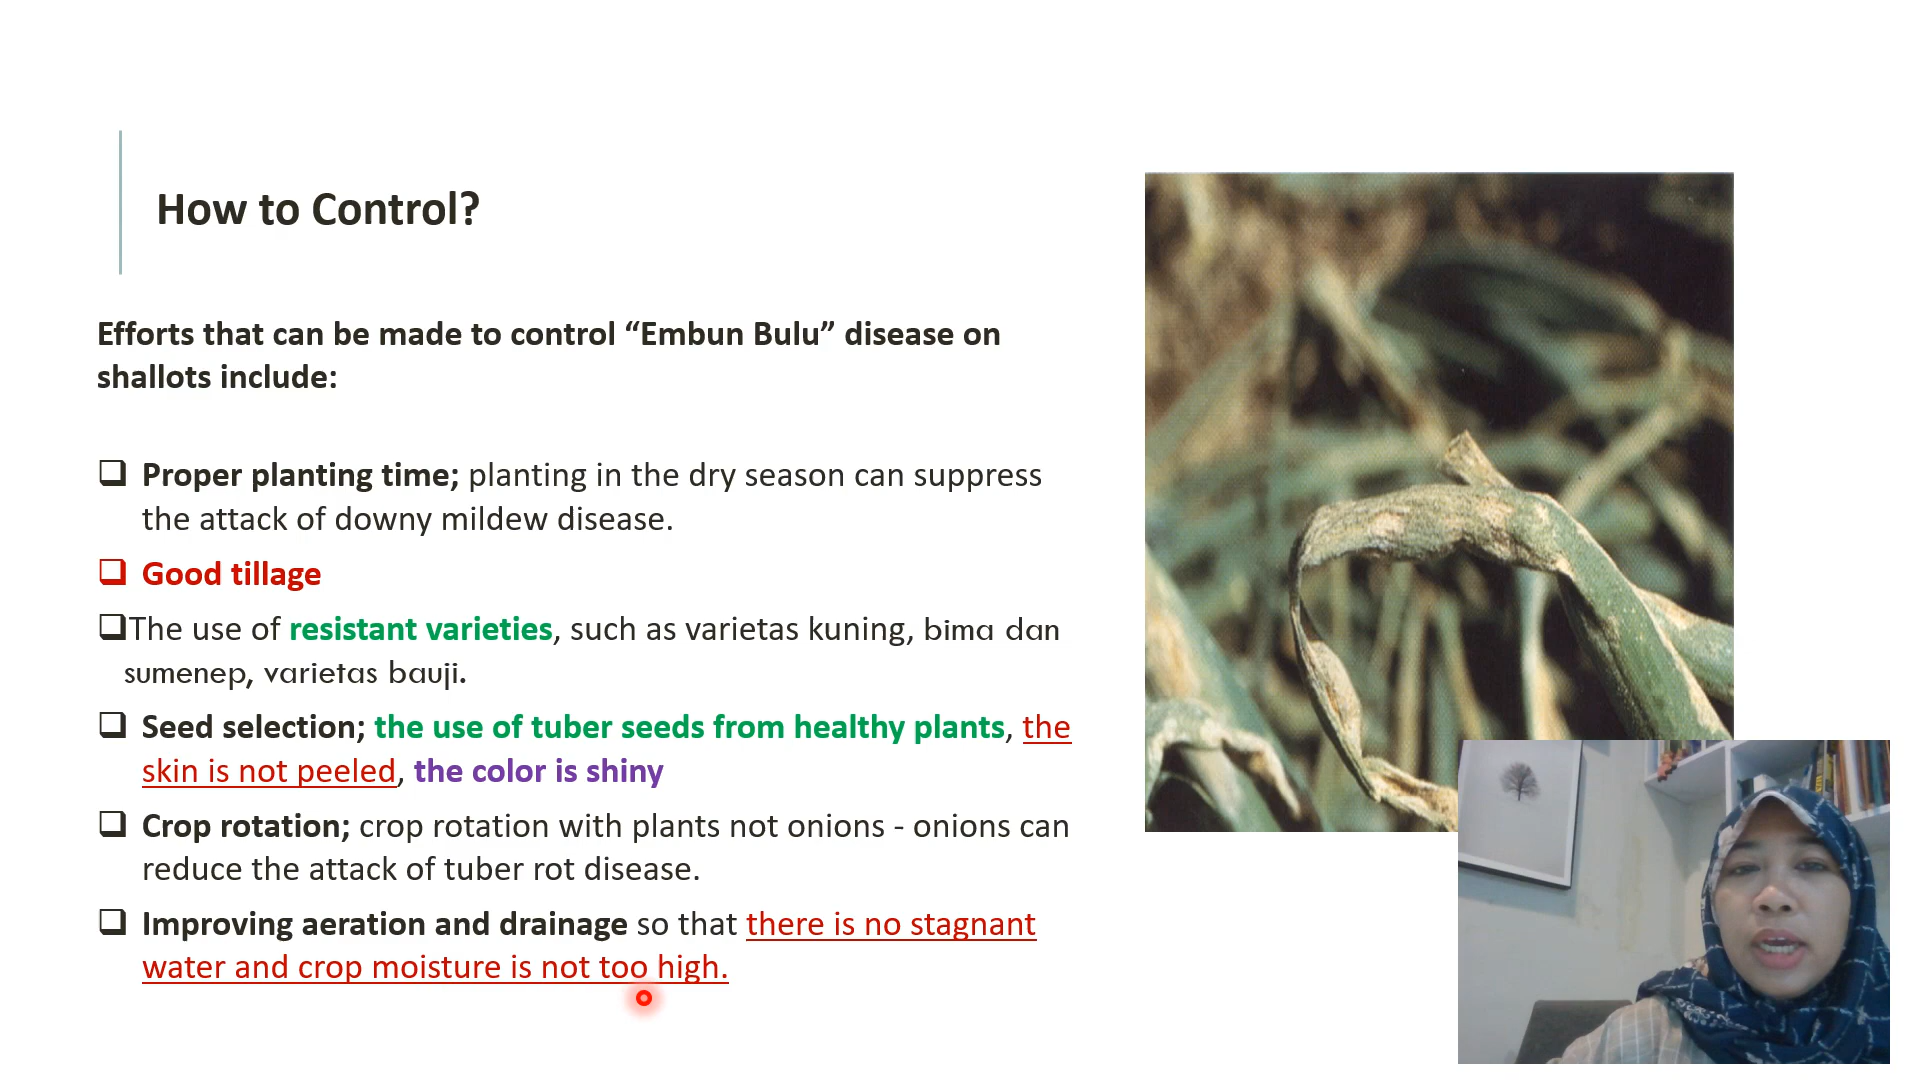 How to Control?
Efforts that can be made to control “Embun Bulu” disease on
shallots include:
❑ Proper planting time; planting in the dry season can suppress
the attack of downy mildew disease.
❑ Good tillage
❑The use of resistant varieties, such as varietas kuning, bima dan
sumenep, varietas bauji.
❑ Seed selection; the use of tuber seeds from healthy plants, the
skin is not peeled, the color is shiny
❑ Crop rotation; crop rotation with plants not onions - onions can
reduce the attack of tuber rot disease.
❑ Improving aeration and drainage so that there is no stagnant
water and crop moisture is not too high.